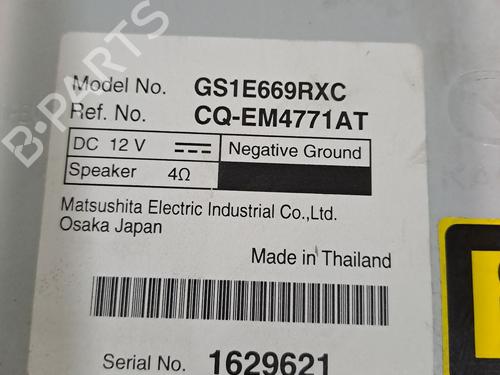 B-PARTS
Model No. GS1E669RXC
Ref. No. CQ-EM4771AT
DC 12 V Negative Ground
Speaker 4Ω
Matsushita Electric Industrial Co.,Ltd.
Osaka Japan
Made in Thailand
Serial No. 1629621